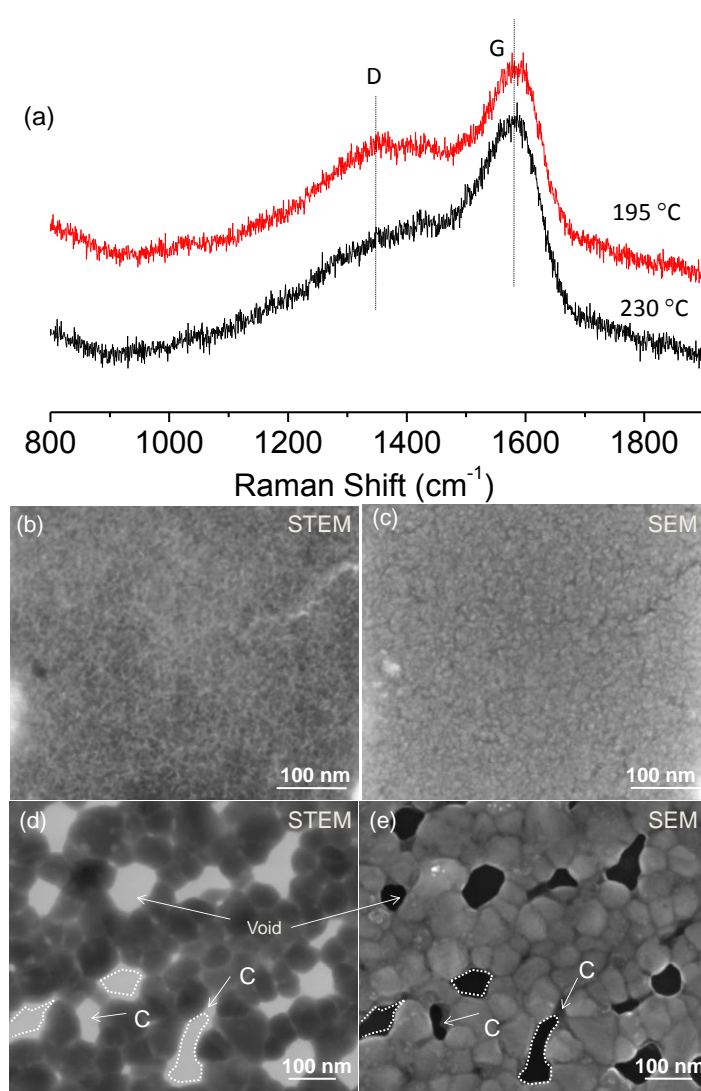 (a)
D
G
195 °C
230 °C
800 1000 1200 1400 1600 1800
Raman Shift (cm⁻¹)
(b) STEM
100 nm
(c) SEM
100 nm
(d) STEM
Void
C
C
100 nm
(e) SEM
C
C
100 nm